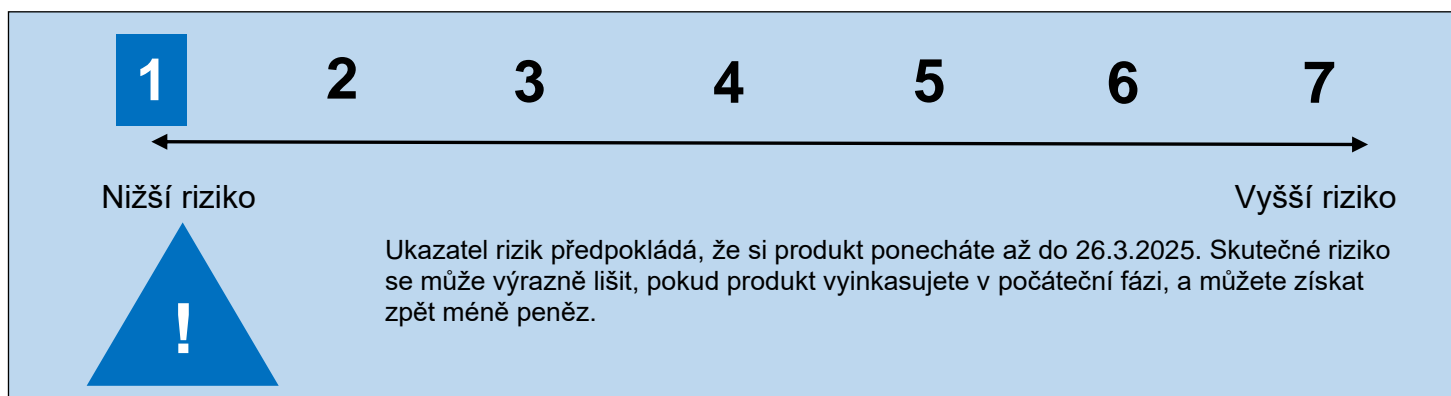 1 2 3 4 5 6 7
Nižší riziko Vyšší riziko
Ukazatel rizik předpokládá, že si produkt ponecháte až do 26.3.2025. Skutečné riziko
se může výrazně lišit, pokud produkt vyinkasujete v počáteční fázi, a můžete získat
zpět méně peněz.
!